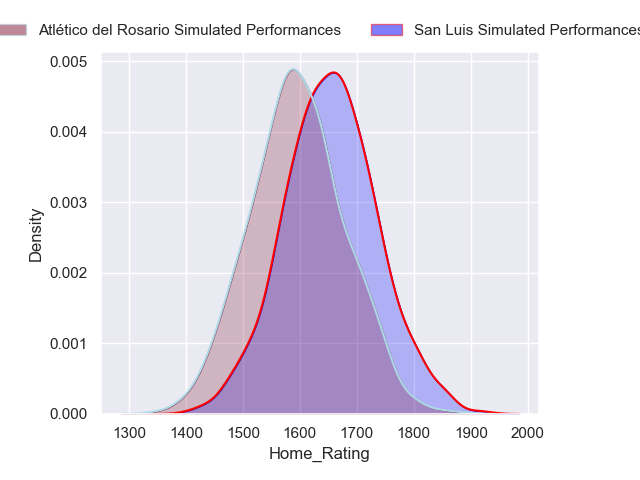 Atlético del Rosario Simulated Performances San Luis Simulated Performances
0.005
0.004
0.003
0.002
0.001
0.000
Density
1300 1400 1500 1600 1700 1800 1900 2000
Home_Rating